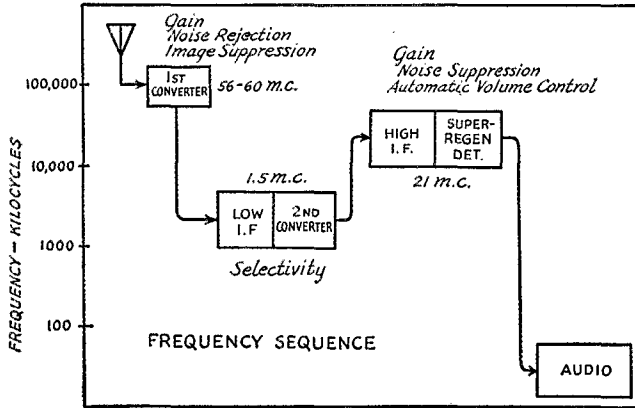 Gain
Noise Rejection
Image Suppression
1ST
CONVERTER
56-60 m.c.
Gain
Noise Suppression
Automatic Volume Control
HIGH
I.F.
SUPER-
REGEN
DET.
21 m.c.
1.5 m.c.
LOW
I.F
2ND
CONVERTER
Selectivity
FREQUENCY SEQUENCE
AUDIO
FREQUENCY – KILOCYCLES
100,000
10,000
1000
100